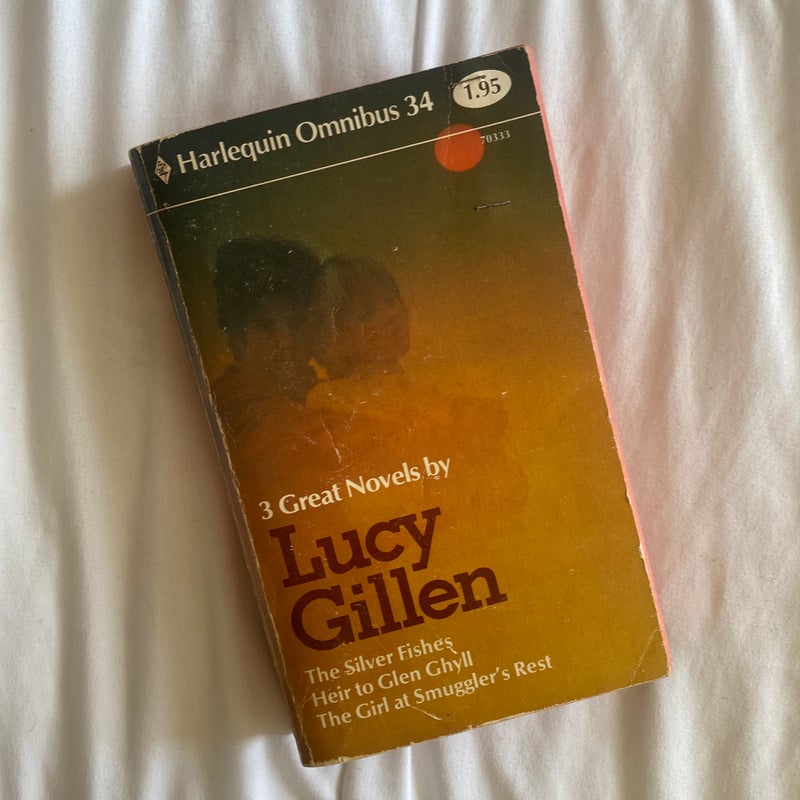 Harlequin Omnibus 34
1.95
70333
3 Great Novels by
Lucy
Gillen
The Silver Fishes
Heir to Glen Ghyll
The Girl at Smuggler's Rest